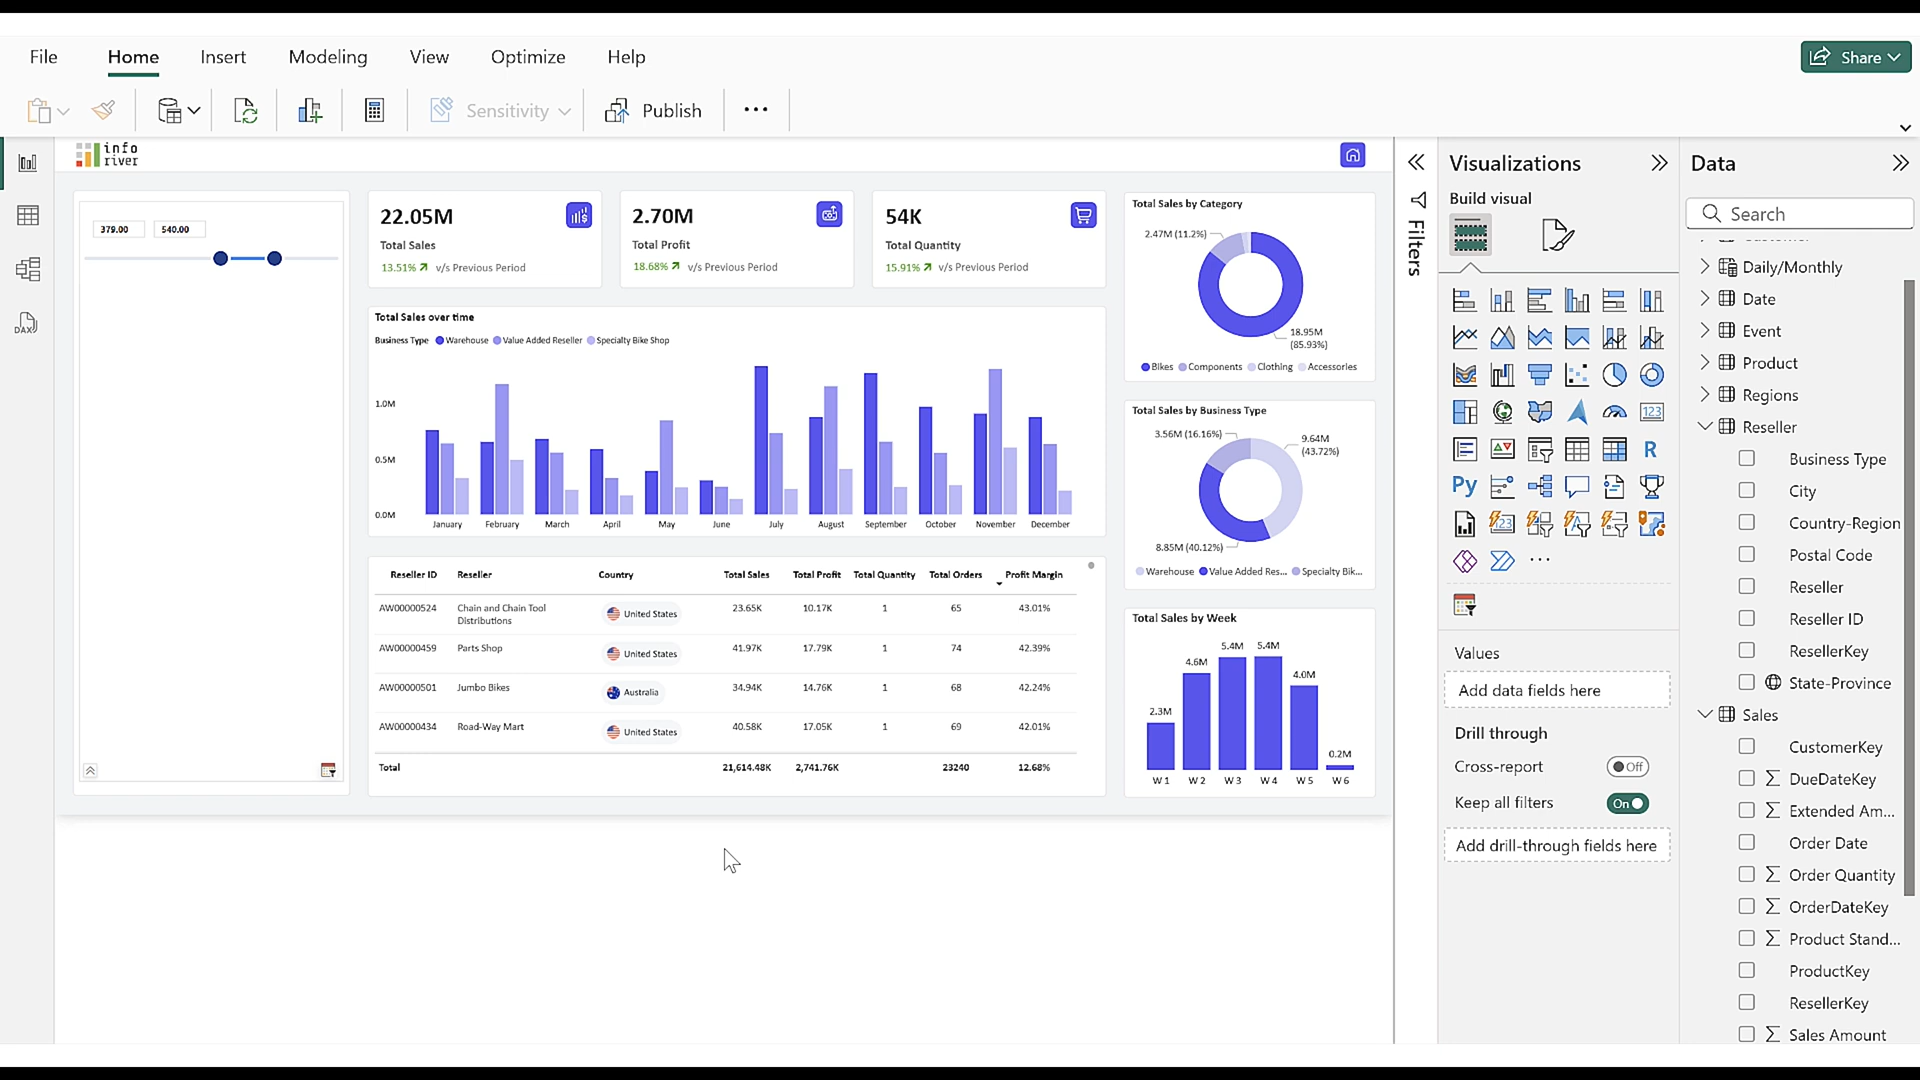 File Home Insert Modeling View Optimize Help Share
Sensitivity Publish
info
river
379.00 540.00
22.05M
Total Sales
13.51% v/s Previous Period
2.70M
Total Profit
18.68% v/s Previous Period
54K
Total Quantity
15.91% v/s Previous Period
Total Sales over time
Business Type Warehouse Value Added Reseller Specialty Bike Shop
1.0M
0.5M
0.0M
January February March April May June July August September October November December
Reseller ID Reseller Country Total Sales Total Profit Total Quantity Total Orders Profit Margin
AW00000524 Chain and Chain Tool Distributions United States 23.65K 10.17K 1 65 43.01%
AW00000459 Parts Shop United States 41.97K 17.79K 1 74 42.39%
AW00000501 Jumbo Bikes Australia 34.94K 14.76K 1 68 42.24%
AW00000434 Road-Way Mart United States 40.58K 17.05K 1 69 42.01%
Total 21,614.48K 2,741.76K 23240 12.68%
Total Sales by Category
2.47M (11.2%)
18.95M
(85.93%)
Bikes Components Clothing Accessories
Total Sales by Business Type
3.56M (16.16%)
9.64M
(43.72%)
8.85M (40.12%)
Warehouse Value Added Res... Specialty Bik...
Total Sales by Week
2.3M 4.6M 5.4M 5.4M 4.0M 0.2M
W 1 W 2 W 3 W 4 W 5 W 6
Filters
Visualizations
Build visual
123
R
Py
123
Values
Add data fields here
Drill through
Cross-report Off
Keep all filters On
Add drill-through fields here
Data
Search
Daily/Monthly
Date
Event
Product
Regions
Reseller
Business Type
City
Country-Region
Postal Code
Reseller
Reseller ID
ResellerKey
State-Province
Sales
CustomerKey
DueDateKey
Extended Am...
Order Date
Order Quantity
OrderDateKey
Product Stand...
ProductKey
ResellerKey
Sales Amount
DAX